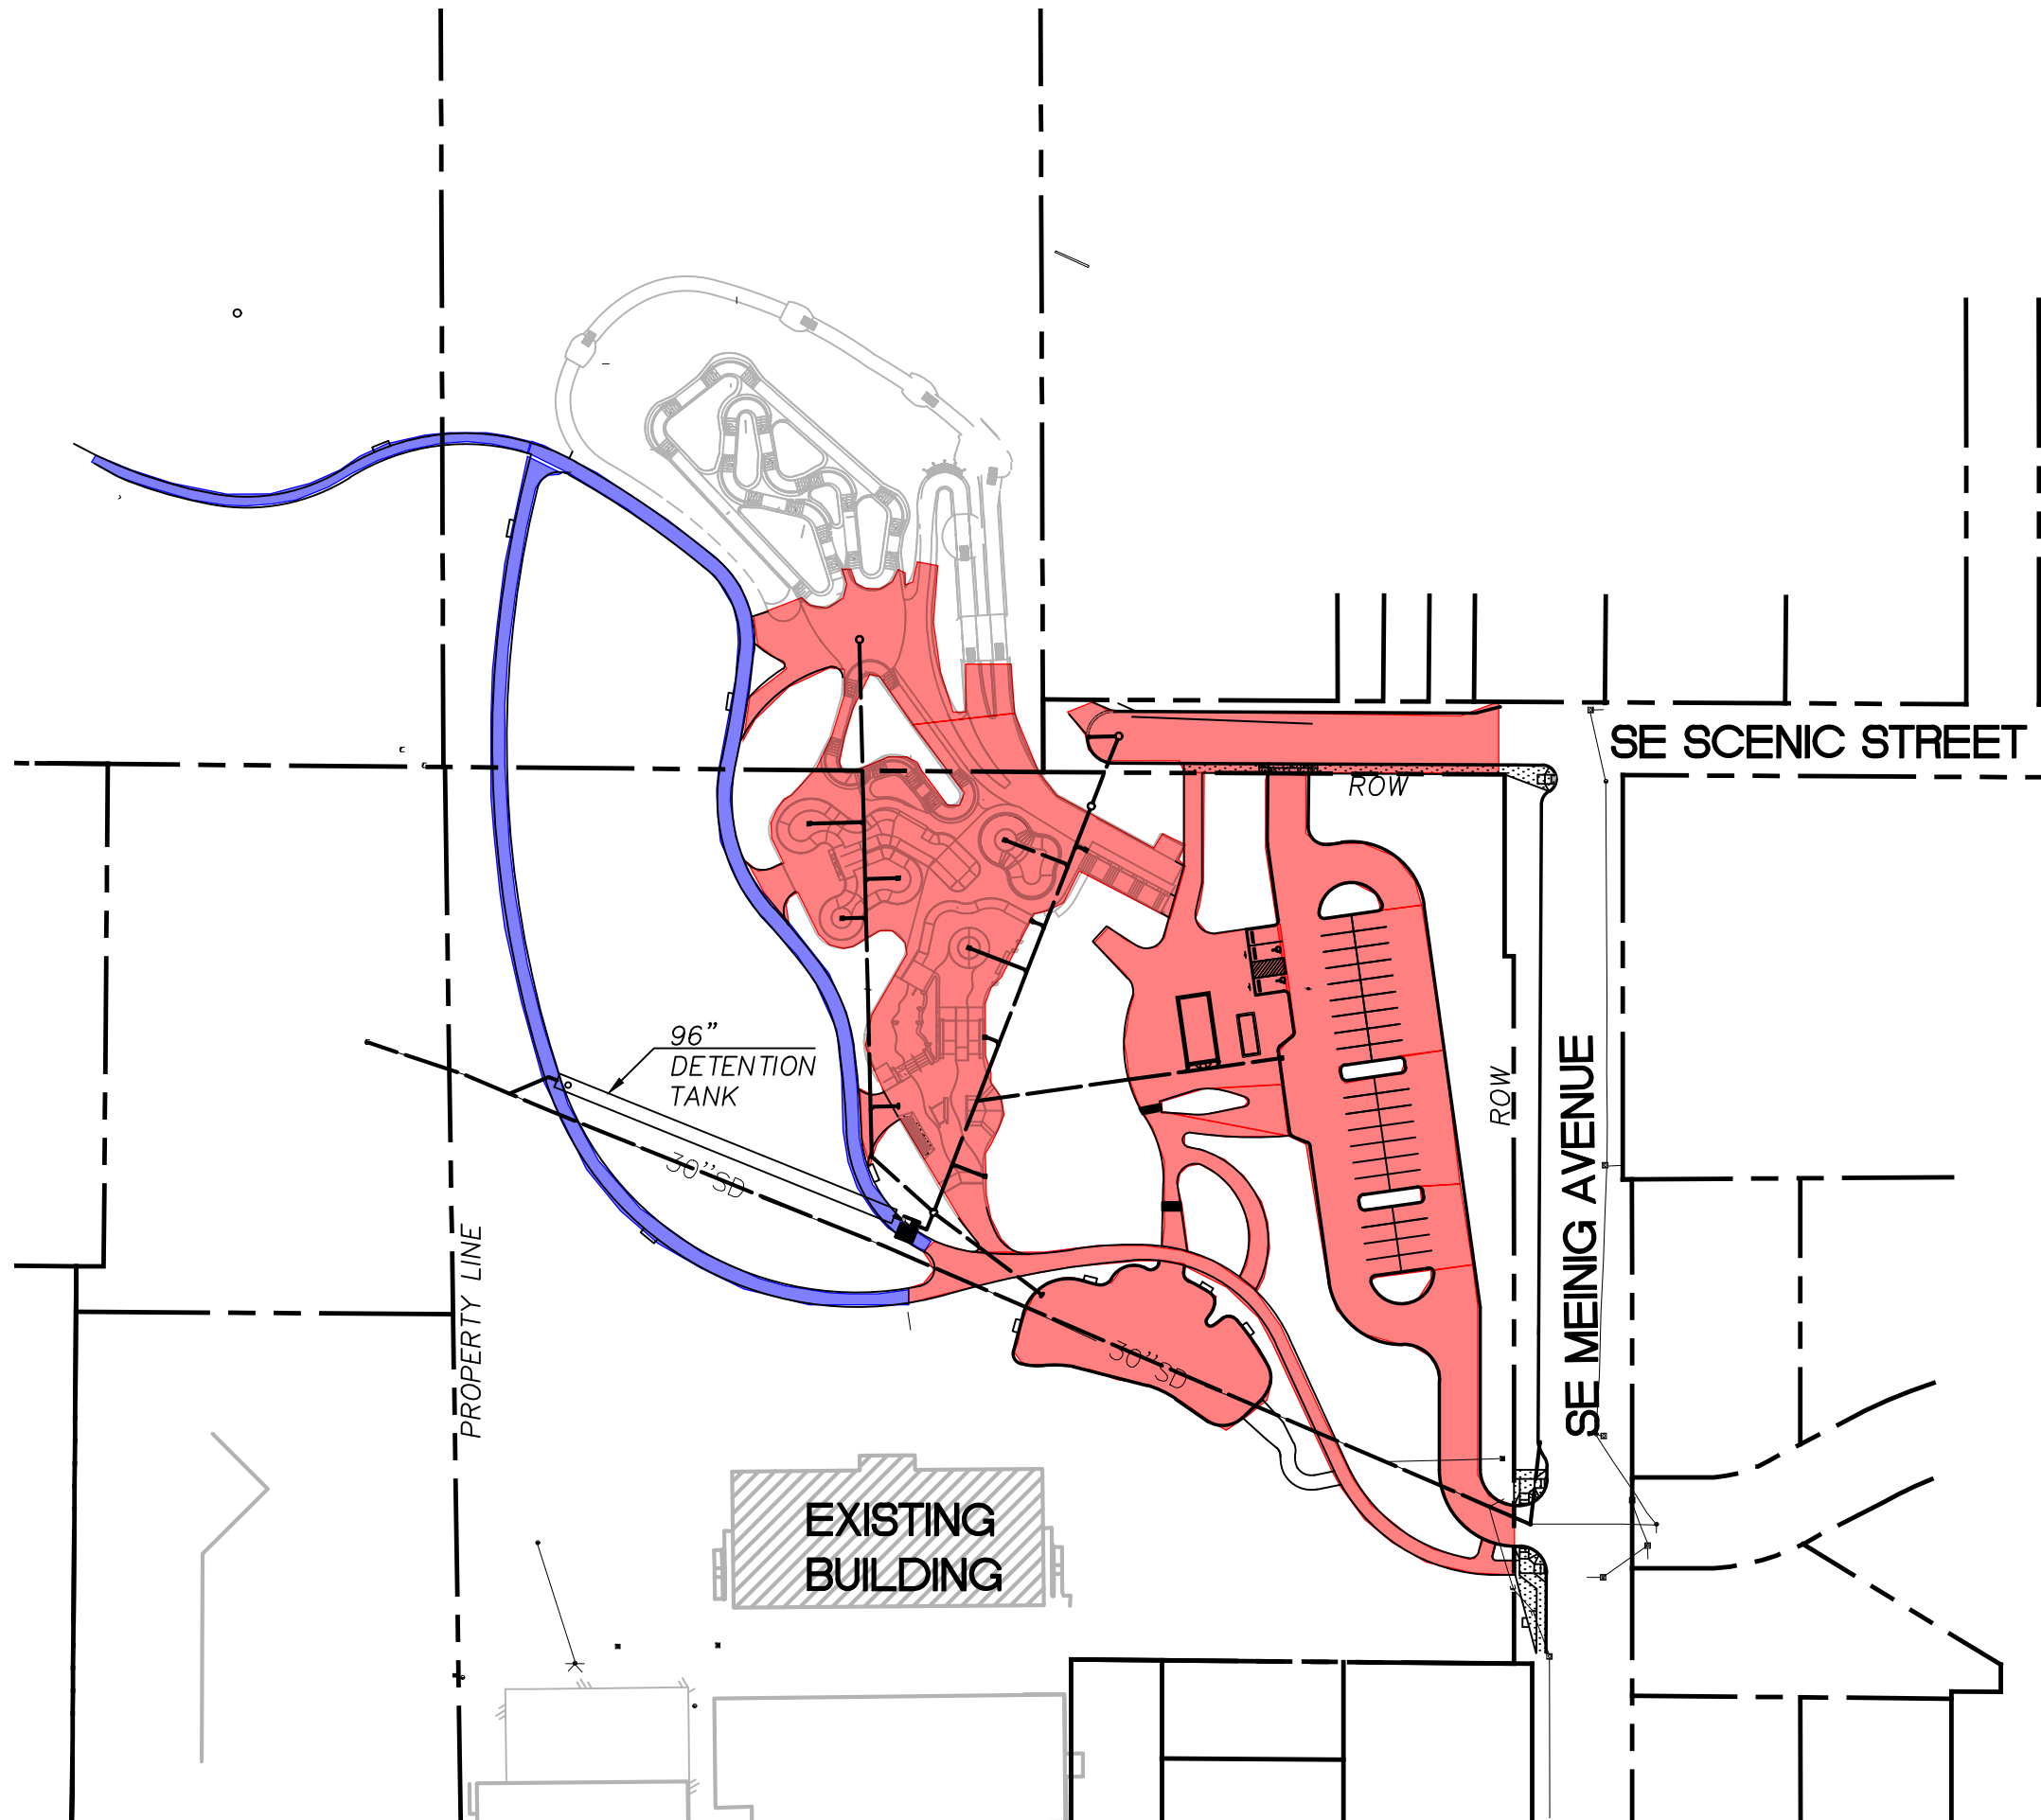 SE SCENIC STREET
ROW
96”
DETENTION
TANK
ROW
SE MEINIG AVENUE
30''SD
PROPERTY LINE
30''SD
EXISTING
BUILDING